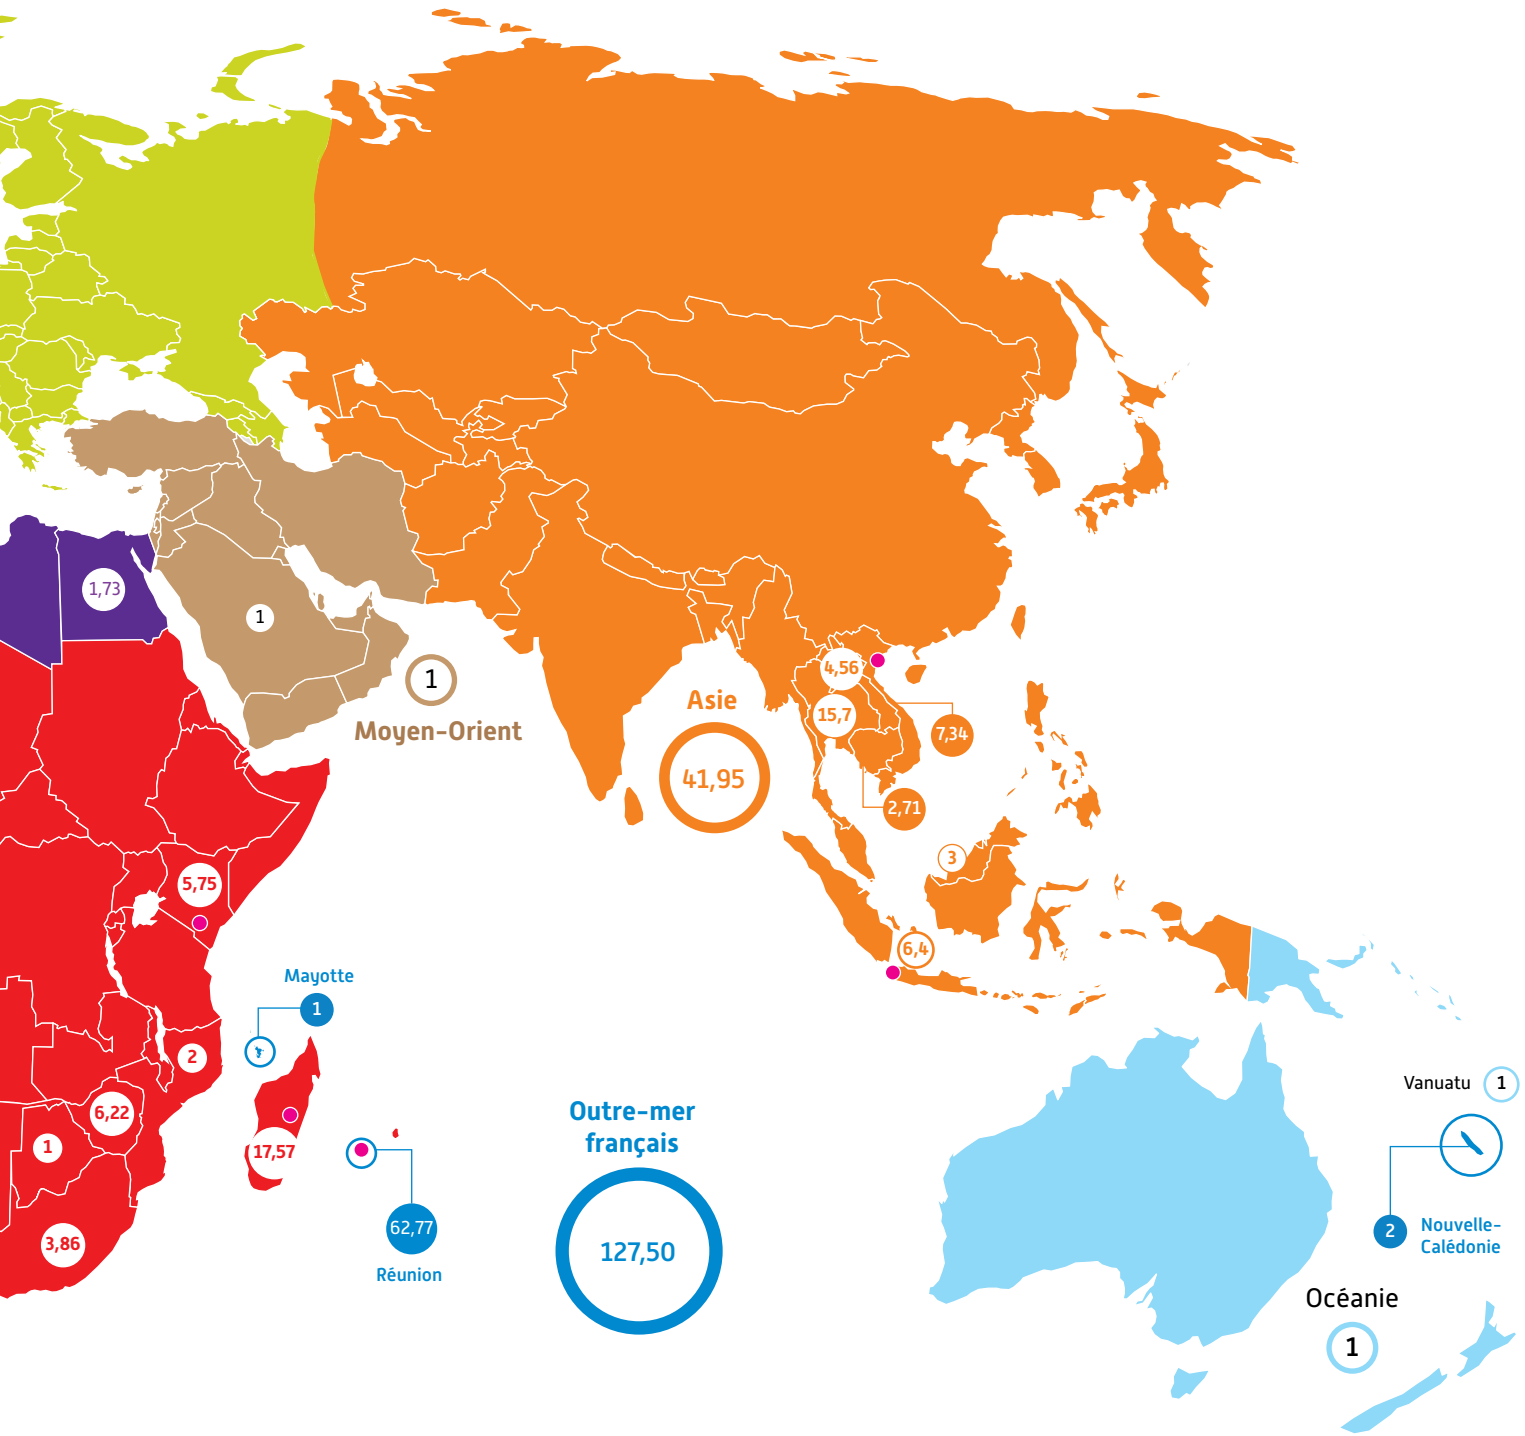 1,73
1
1
Moyen-Orient
Asie
41,95
4,56
15,7
7,34
2,71
3
6,4
5,75
Mayotte
1
2
6,22
1
17,57
3,86
62,77
Réunion
Outre-mer
français
127,50
Vanuatu 1
2
Nouvelle-
Calédonie
Océanie
1